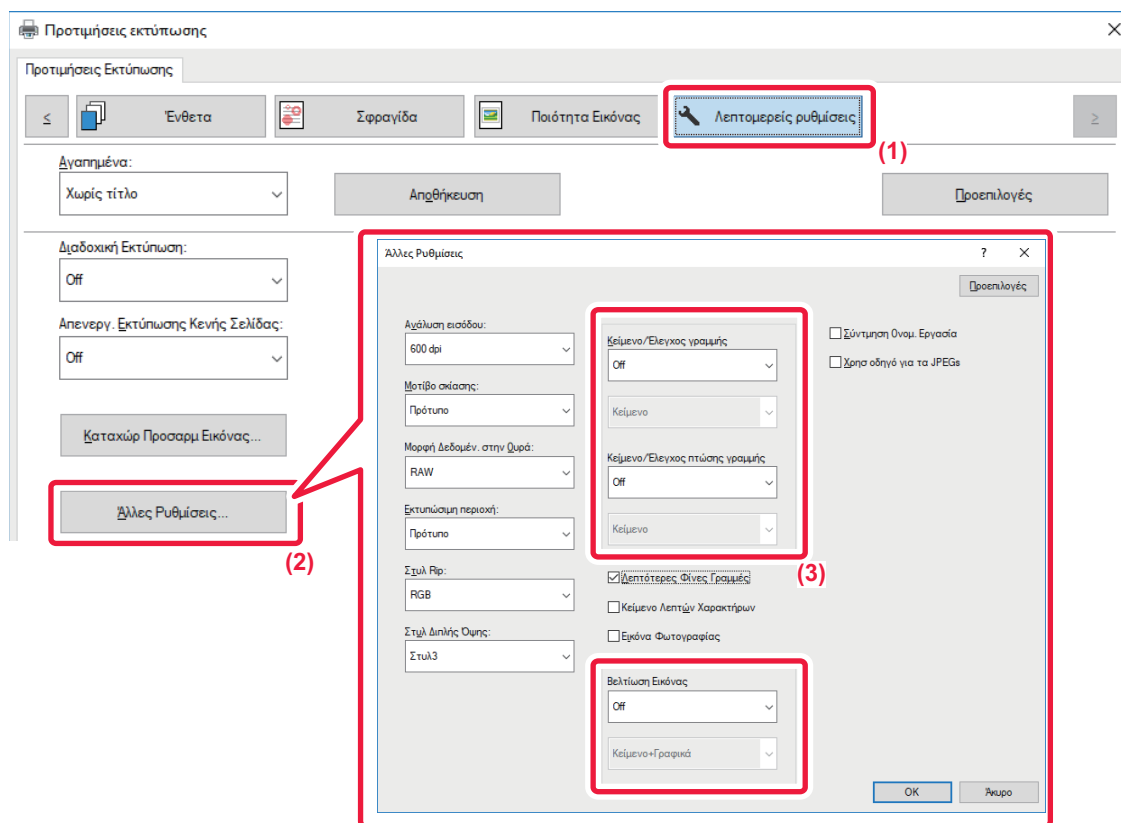 Προτιμήσεις εκτύπωσης
Προτιμήσεις Εκτύπωσης
<
Ένθετα
Σφραγίδα
Ποιότητα Εικόνας
Λεπτομερείς ρυθμίσεις
>
(1)
Αγαπημένα:
Χωρίς τίτλο
Αποθήκευση
Προεπιλογές
Διαδοχική Εκτύπωση:
Off
Απενεργ. Εκτύπωσης Κενής Σελίδας:
Off
Καταχώρ Προσαρμ Εικόνας...
Άλλες Ρυθμίσεις...
(2)
Άλλες Ρυθμίσεις
?
Προεπιλογές
Ανάλυση εισόδου:
600 dpi
Μοτίβο σκίασης:
Πρότυπο
Μορφή Δεδομέν. στην Ουρά:
RAW
Εκτυπώσιμη περιοχή:
Πρότυπο
Στυλ Rip:
RGB
Στυλ Διπλής Όψης:
Στυλ3
Κείμενο/Έλεγχος γραμμής
Off
Κείμενο
Κείμενο/Έλεγχος πτώσης γραμμής
Off
Κείμενο
(3)
Λεπτότερες Φίνες Γραμμές
Κείμενο Λεπτών Χαρακτήρων
Εικόνα Φωτογραφίας
Βελτίωση Εικόνας
Off
Κείμενο+Γραφικά
Σύντμηση Ονομ. Εργασία
Χρησ οδηγό για τα JPEGs
OK
Άκυρο